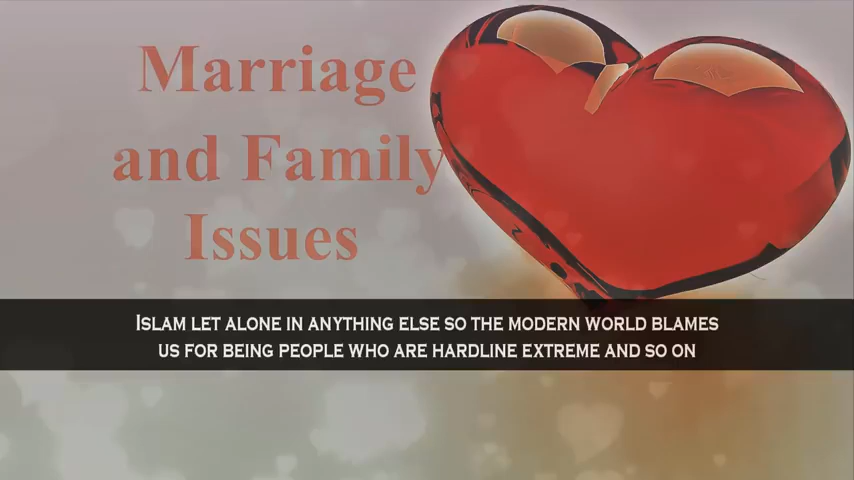 Marriage
and Family
Issues
Islam let alone in anything else so the modern world blames
us for being people who are hardline extreme and so on